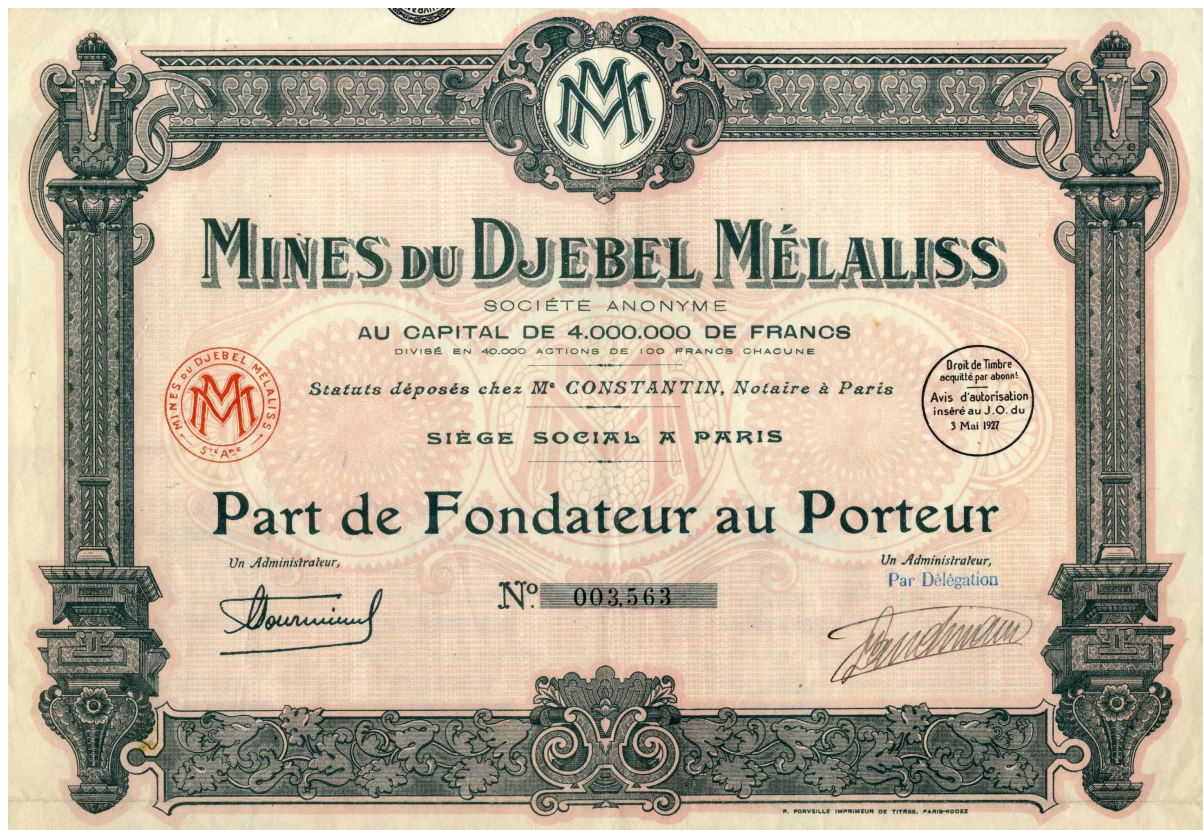 MINES DU DJEBEL MÉLALISS
SOCIÉTÉ ANONYME
AU CAPITAL DE 4.000.000 DE FRANCS
DIVISÉ EN 40.000 ACTIONS DE 100 FRANCS CHACUNE
Statuts déposés chez Me CONSTANTIN, Notaire à Paris
SIÈGE SOCIAL A PARIS
MINES DU DJEBEL MÉLALISS
Sté Ame
Droit de Timbre
acquitté par abonnt
Avis d'autorisation
inséré au J.O. du
3 Mai 1927
Part de Fondateur au Porteur
Un Administrateur,
Un Administrateur,
Par Délégation
No. 003,563
P. FORVEILLE IMPRIMEUR DE TITRES, PARIS-RODEZ